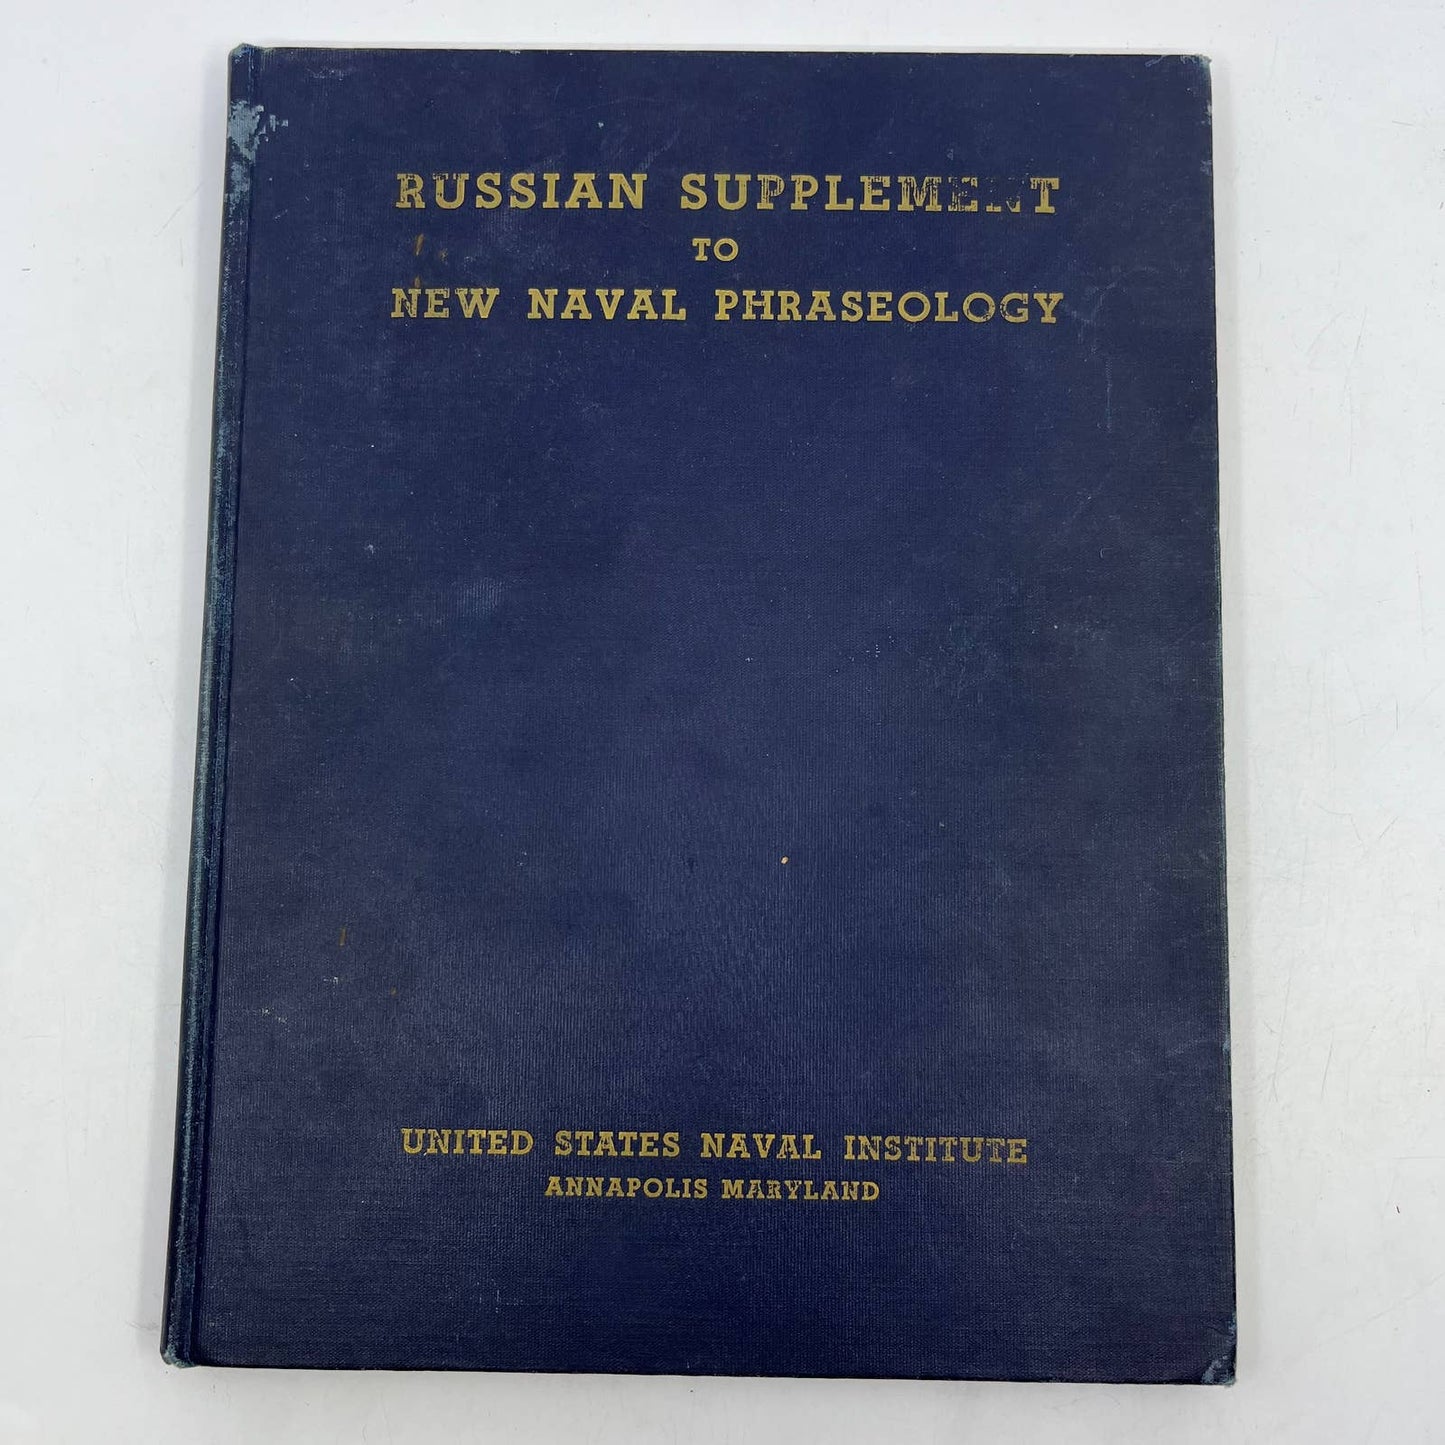 RUSSIAN SUPPLEMENT
TO
NEW NAVAL PHRASEOLOGY
UNITED STATES NAVAL INSTITUTE
ANNAPOLIS MARYLAND